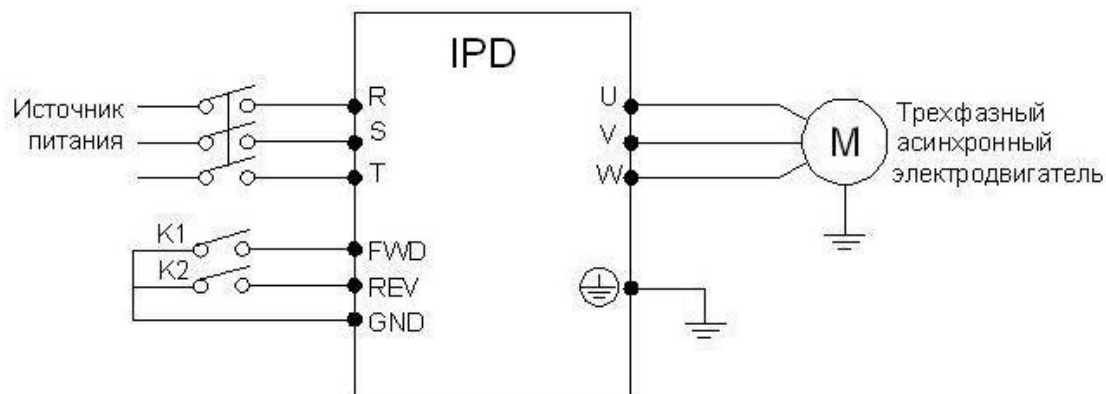 IPD
Источник
питания
R
S
T
U
V
W
M
Трехфазный
асинхронный
электродвигатель
K1
FWD
K2
REV
GND